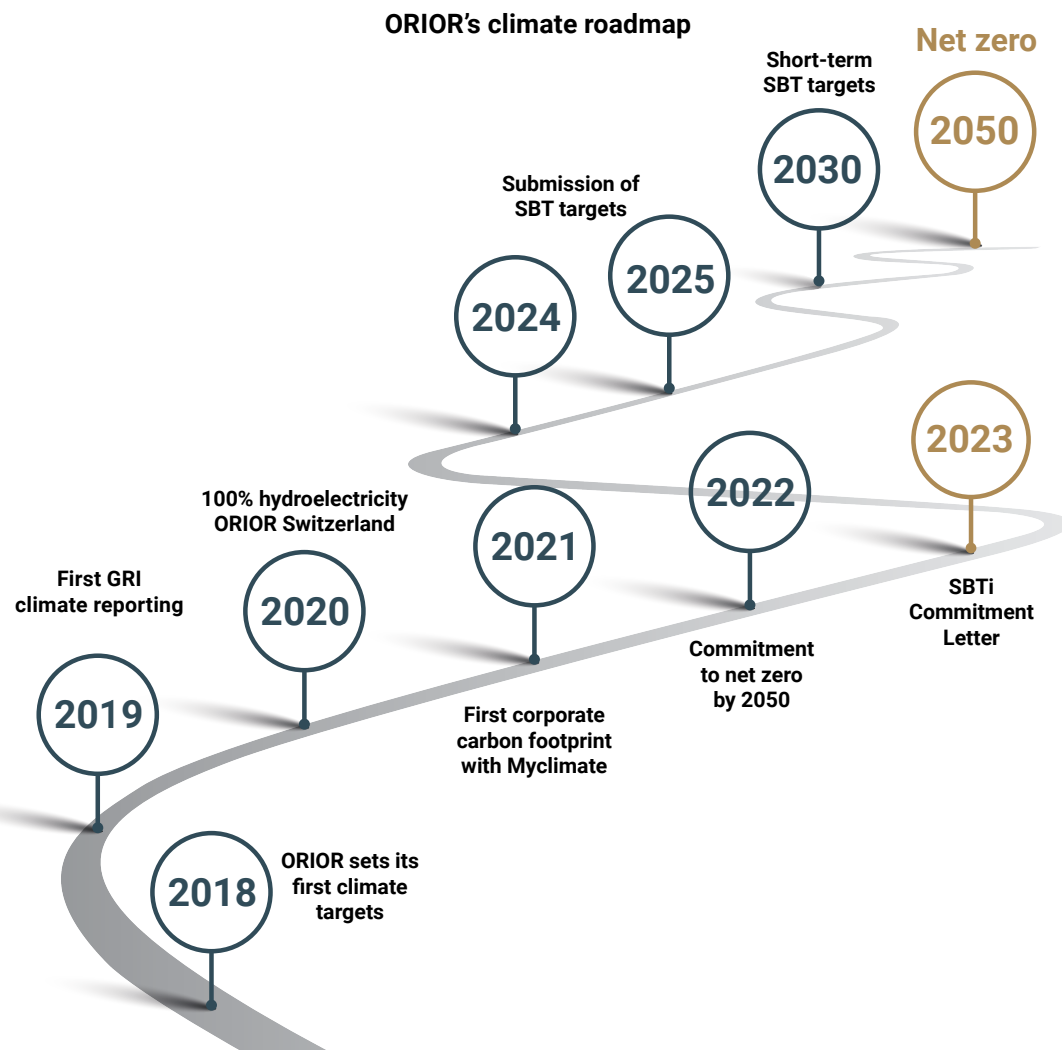 ORIOR’s climate roadmap
Net zero
2050
Short-term
SBT targets
2030
Submission of
SBT targets
2025
2024
2023
SBTi
Commitment
Letter
2022
Commitment
to net zero
by 2050
2021
First corporate
carbon footprint
with Myclimate
100% hydroelectricity
ORIOR Switzerland
2020
First GRI
climate reporting
2019
2018
ORIOR sets its
first climate
targets